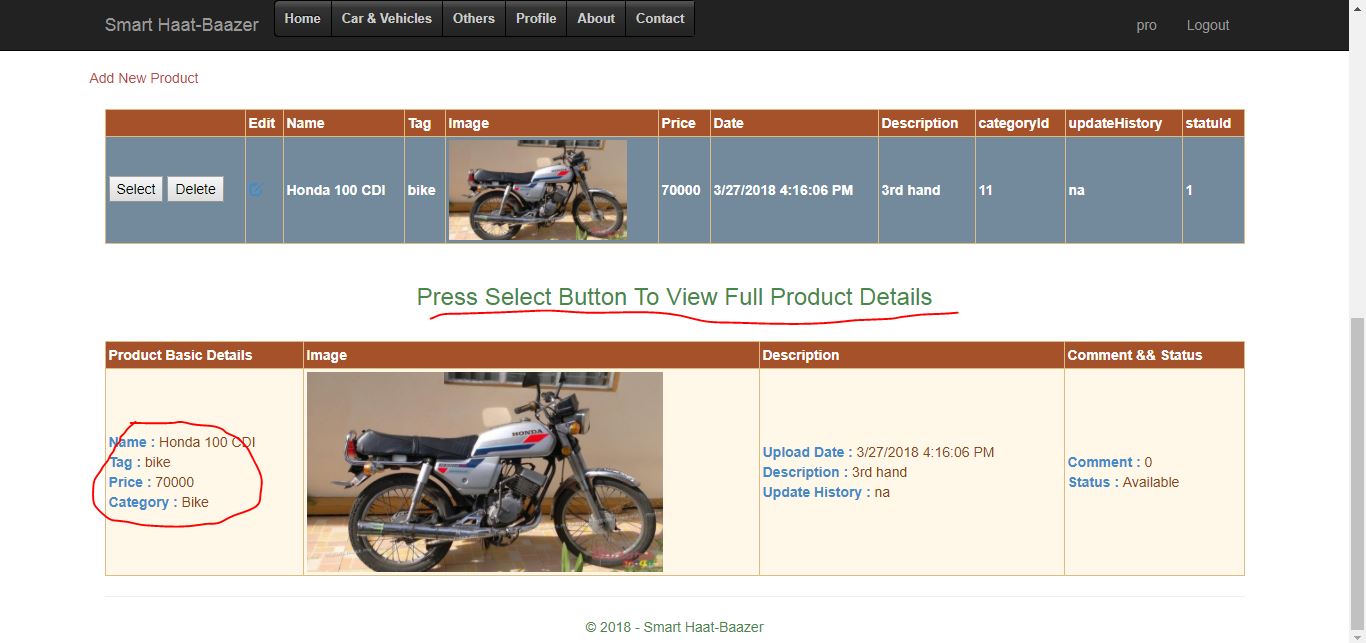 Smart Haat-Baazer Home Car & Vehicles Others Profile About Contact pro Logout
Add New Product
Edit Name Tag Image Price Date Description categoryId updateHistory statuId
Select Delete Honda 100 CDI bike 70000 3/27/2018 4:16:06 PM 3rd hand 11 na 1
Press Select Button To View Full Product Details
Product Basic Details Image Description Comment && Status
HONDA
Name : Honda 100 CDI
Tag : bike
Price : 70000
Category : Bike
Upload Date : 3/27/2018 4:16:06 PM
Description : 3rd hand
Update History : na
Comment : 0
Status : Available
© 2018 - Smart Haat-Baazer